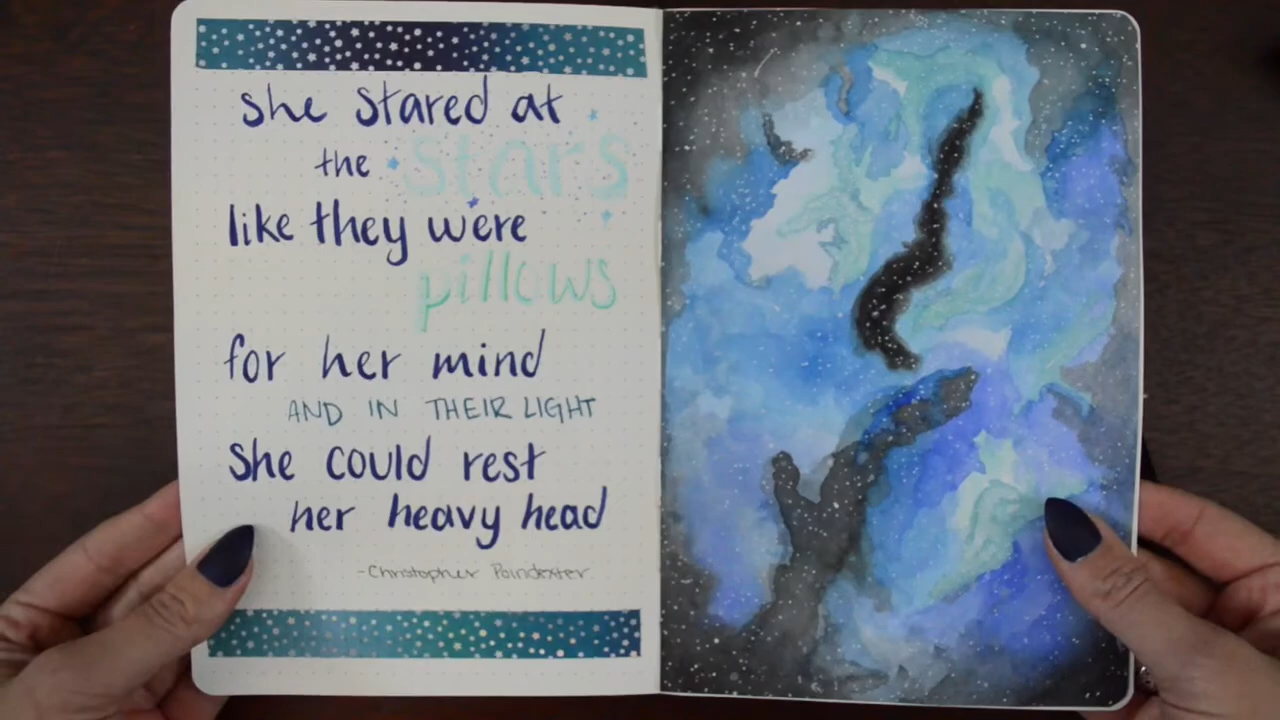 she stared at
the stars
like they were
pillows
for her mind
AND IN THEIR LIGHT
She could rest
her heavy head
-Christopher Poindexter